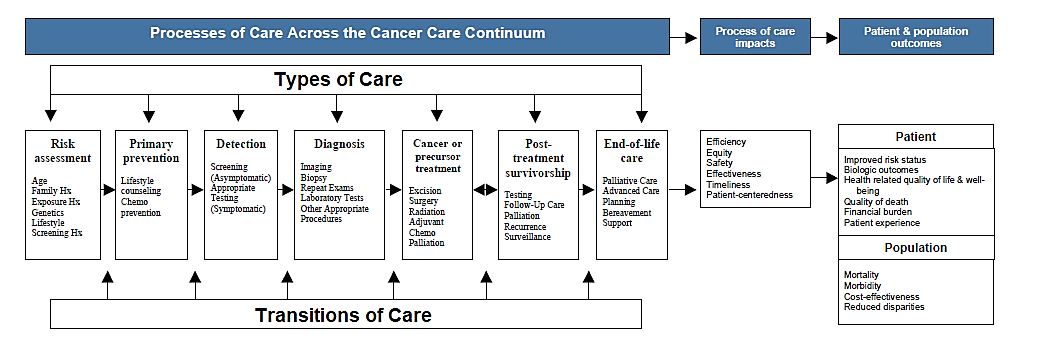 Processes of Care Across the Cancer Care Continuum
Process of care
impacts
Patient & population
outcomes
Types of Care
Risk
assessment
Age
Family Hx
Exposure Hx
Genetics
Lifestyle
Screening Hx
Primary
prevention
Lifestyle
counseling
Chemo
prevention
Detection
Screening
(Asymptomatic)
Appropriate
Testing
(Symptomatic)
Diagnosis
Imaging
Biopsy
Repeat Exams
Laboratory Tests
Other Appropriate
Procedures
Cancer or
precursor
treatment
Excision
Surgery
Radiation
Adjuvant
Chemo
Palliation
Post-
treatment
survivorship
Testing
Follow-Up Care
Palliation
Recurrence
Surveillance
End-of-life
care
Palliative Care
Advanced Care
Planning
Bereavement
Support
Efficiency
Equity
Safety
Effectiveness
Timeliness
Patient-centeredness
Patient
Improved risk status
Biologic outcomes
Health related quality of life & well-
being
Quality of death
Financial burden
Patient experience
Population
Mortality
Morbidity
Cost-effectiveness
Reduced disparities
Transitions of Care